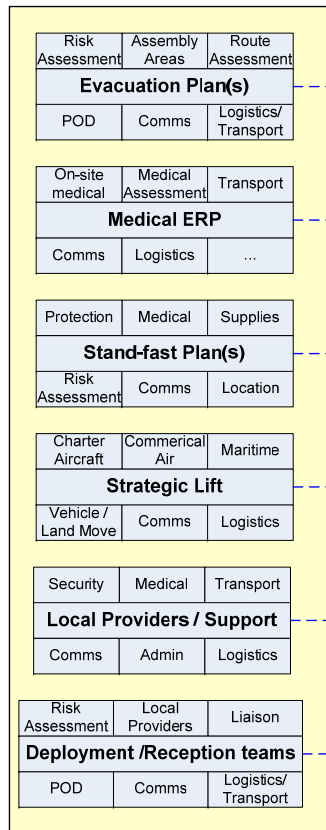 Risk Assessment Assembly Areas Route Assessment
Evacuation Plan(s)
POD Comms Logistics/ Transport
On-site medical Medical Assessment Transport
Medical ERP
Comms Logistics ...
Protection Medical Supplies
Stand-fast Plan(s)
Risk Assessment Comms Location
Charter Aircraft Commerical Air Maritime
Strategic Lift
Vehicle / Land Move Comms Logistics
Security Medical Transport
Local Providers / Support
Comms Admin Logistics
Risk Assessment Local Providers Liaison
Deployment /Reception teams
POD Comms Logistics/ Transport